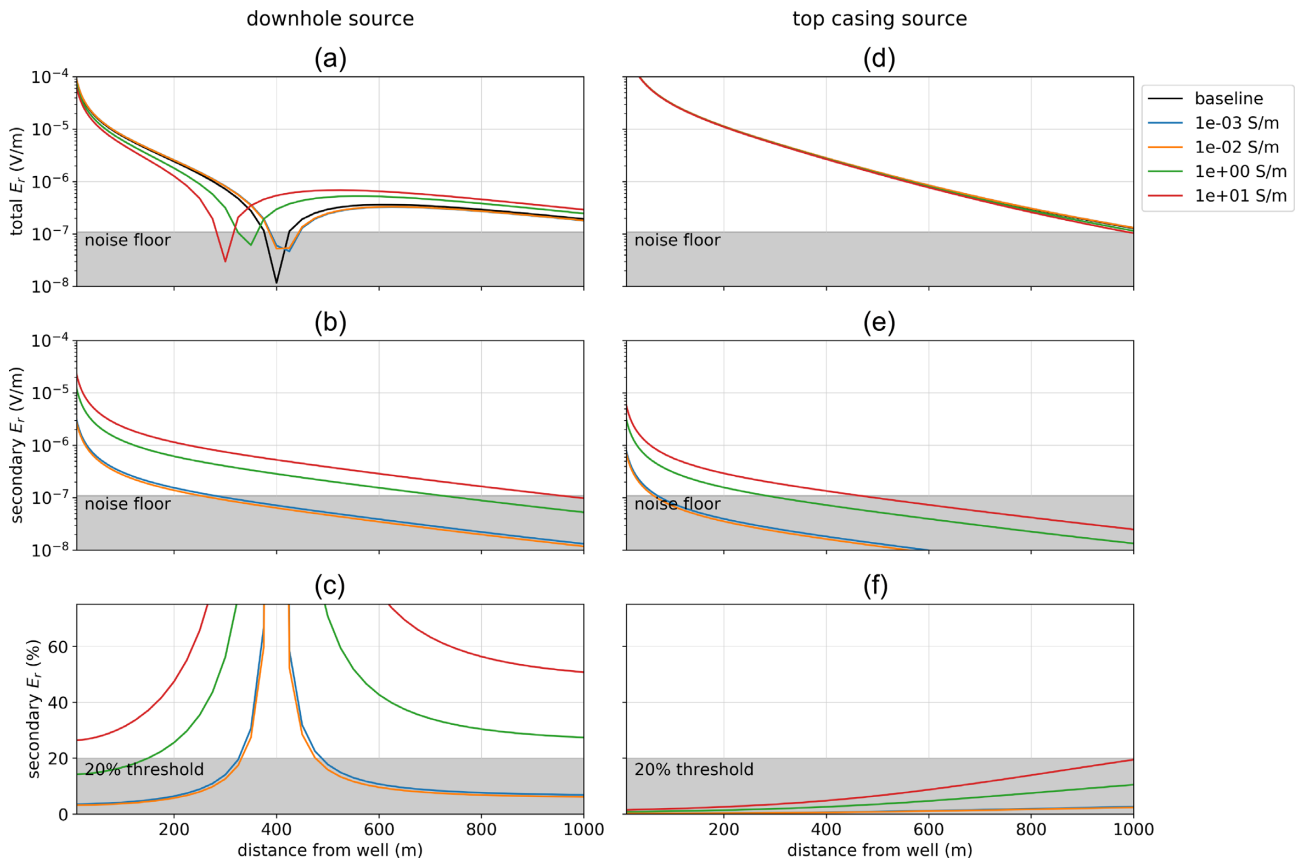 downhole source
top casing source
(a)
(d)
total E_r (V/m)
10⁻⁴
10⁻⁵
10⁻⁶
10⁻⁷
10⁻⁸
noise floor
noise floor
baseline
1e-03 S/m
1e-02 S/m
1e+00 S/m
1e+01 S/m
(b)
(e)
secondary E_r (V/m)
10⁻⁴
10⁻⁵
10⁻⁶
10⁻⁷
10⁻⁸
noise floor
noise floor
(c)
(f)
secondary E_r (%)
60
40
20
0
20% threshold
20% threshold
200 400 600 800 1000
200 400 600 800 1000
distance from well (m)
distance from well (m)